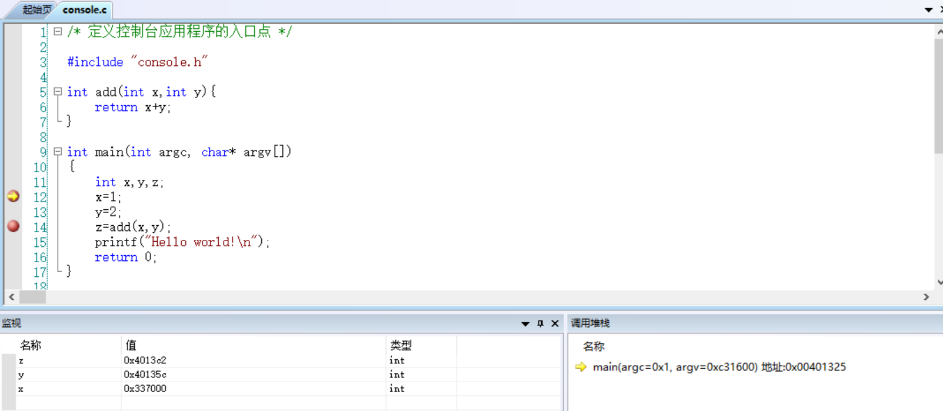 起始页 console.c
1 /* 定义控制台应用程序的入口点 */
2
3 #include "console.h"
4
5 int add(int x,int y){
6 return x+y;
7 }
8
9 int main(int argc, char* argv[])
10 {
11 int x,y,z;
12 x=1;
13 y=2;
14 z=add(x,y);
15 printf("Hello world!\n");
16 return 0;
17 }
18
监视
名称 值 类型
z 0x4013c2 int
y 0x40135c int
x 0x337000 int
调用堆栈
名称
main(argc=0x1, argv=0xc31600) 地址:0x00401325